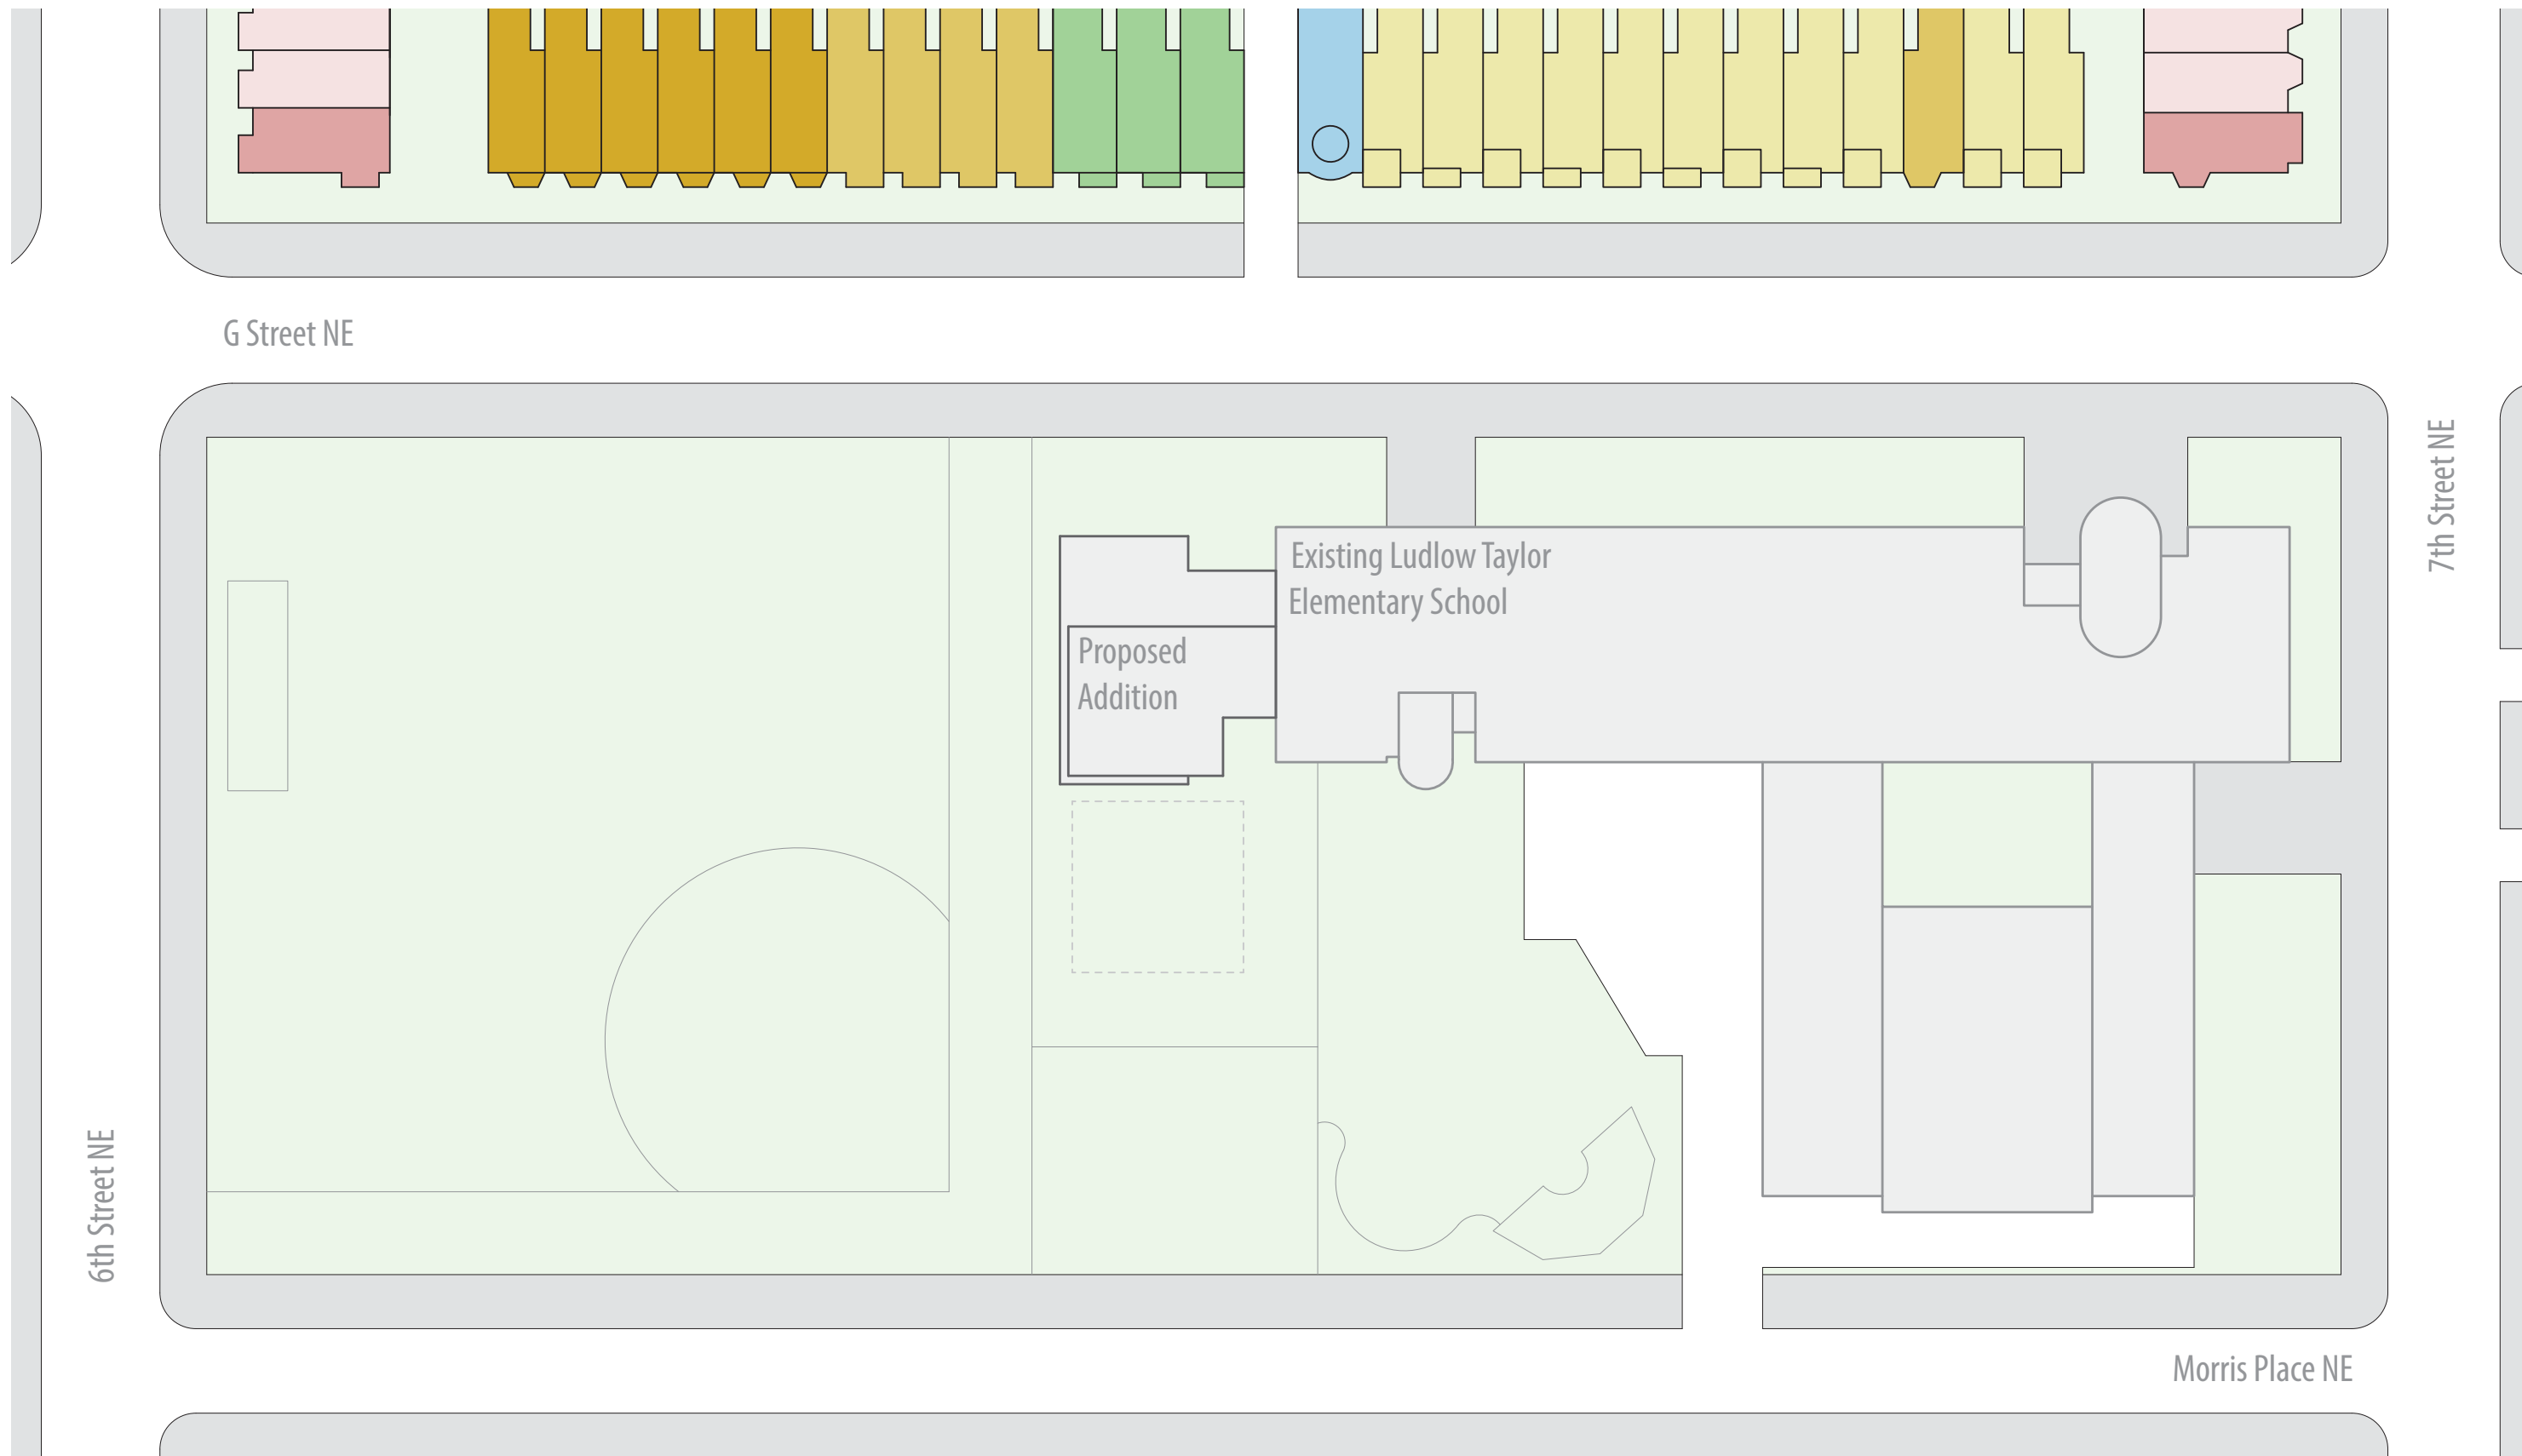 G Street NE
7th Street NE
Existing Ludlow Taylor
Elementary School
Proposed
Addition
6th Street NE
Morris Place NE